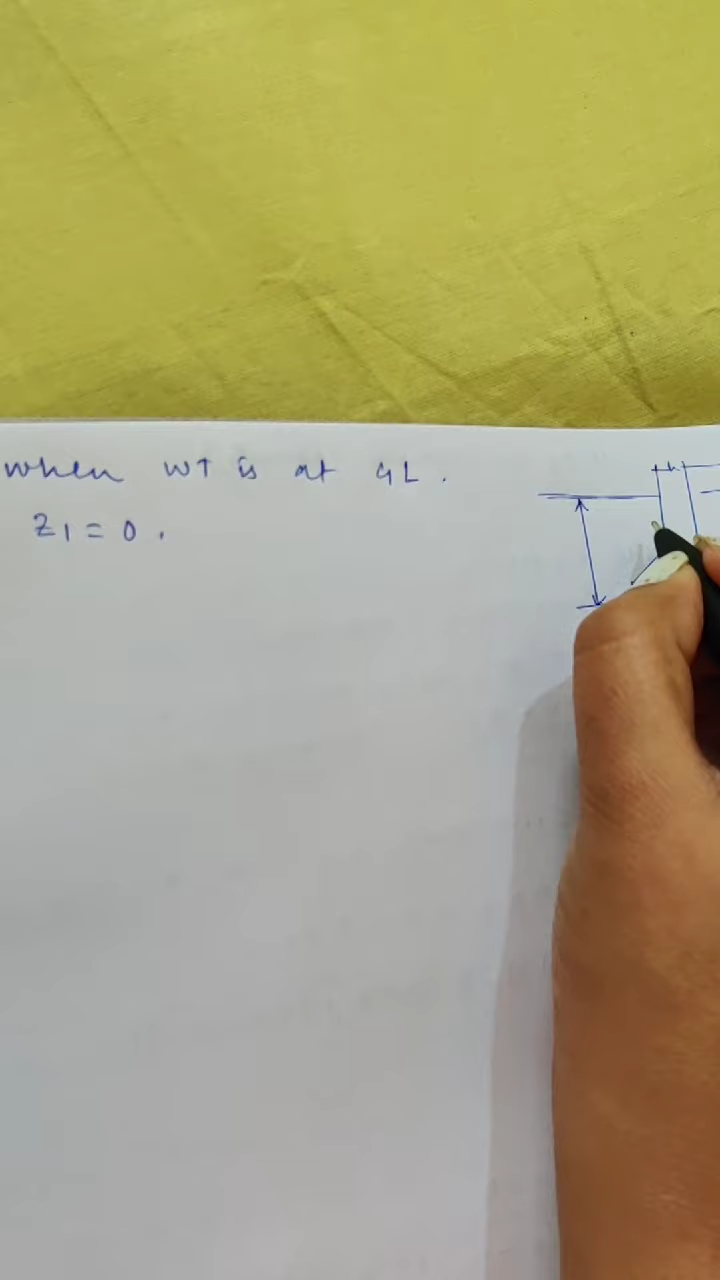 when WT is at GL.
Z1 = 0.